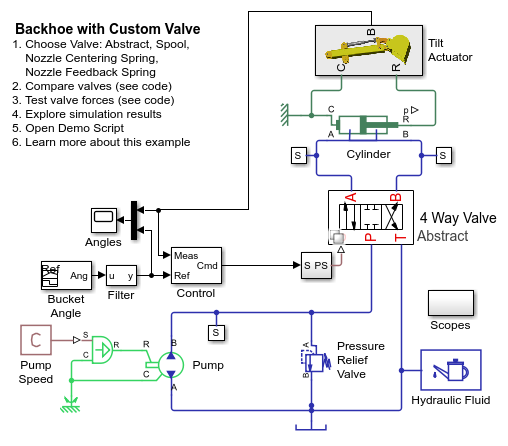 Backhoe with Custom Valve
1. Choose Valve: Abstract, Spool,
Nozzle Centering Spring,
Nozzle Feedback Spring
2. Compare valves (see code)
3. Test valve forces (see code)
4. Explore simulation results
5. Open Demo Script
6. Learn more about this example
B
Tilt
Actuator
C
R
C
p
R
A
B
S
Cylinder
S
A
B
4 Way Valve
Abstract
P
T
Angles
Meas
Ref
Cmd
Control
S PS
Ref
Ang
Bucket
Angle
u
y
Filter
Scopes
S
C
Pump
Speed
S
R
C
R
C
B
A
Pump
A
B
Pressure
Relief
Valve
Hydraulic Fluid